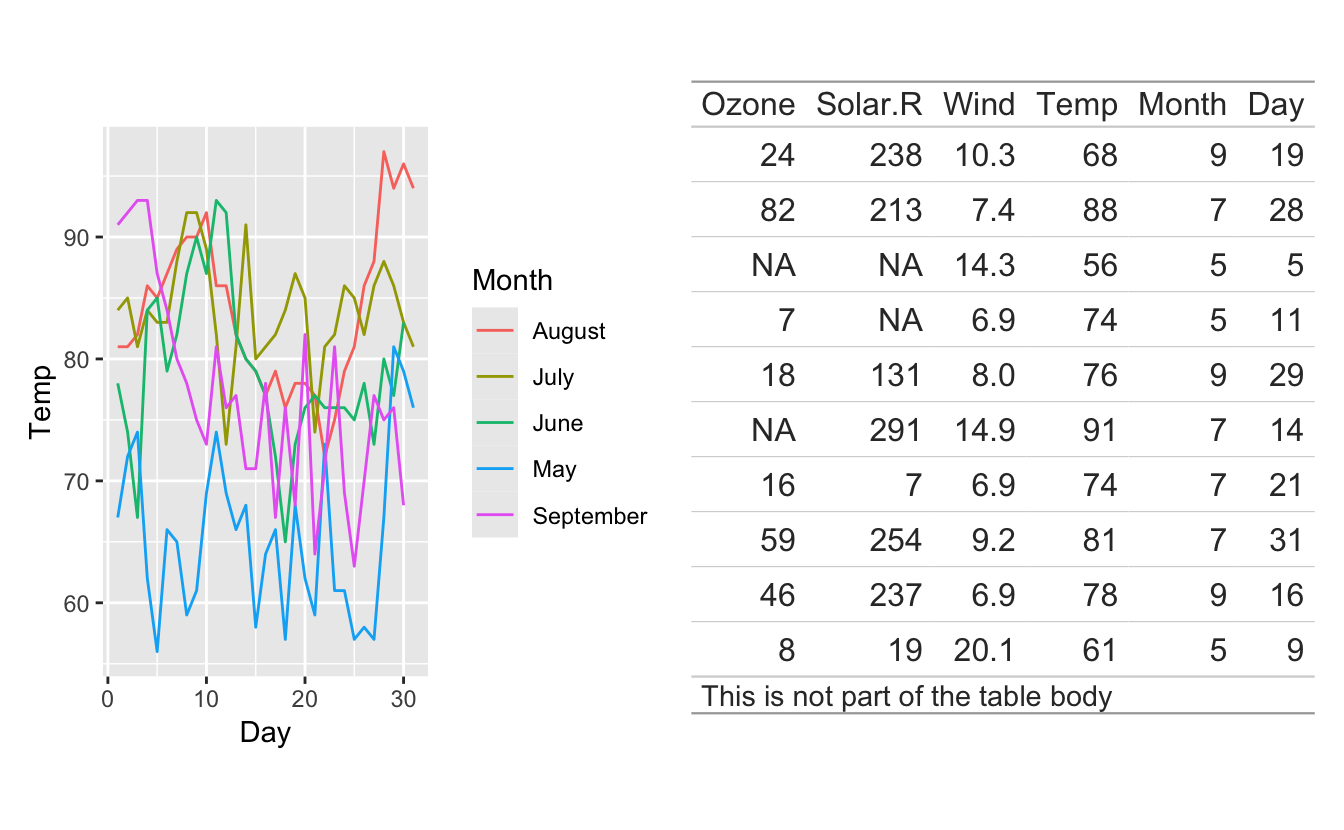 Temp
90
80
70
60
0 10 20 30
Day
Month
August
July
June
May
September
Ozone Solar.R Wind Temp Month Day
24 238 10.3 68 9 19
82 213 7.4 88 7 28
NA NA 14.3 56 5 5
7 NA 6.9 74 5 11
18 131 8.0 76 9 29
NA 291 14.9 91 7 14
16 7 6.9 74 7 21
59 254 9.2 81 7 31
46 237 6.9 78 9 16
8 19 20.1 61 5 9
This is not part of the table body